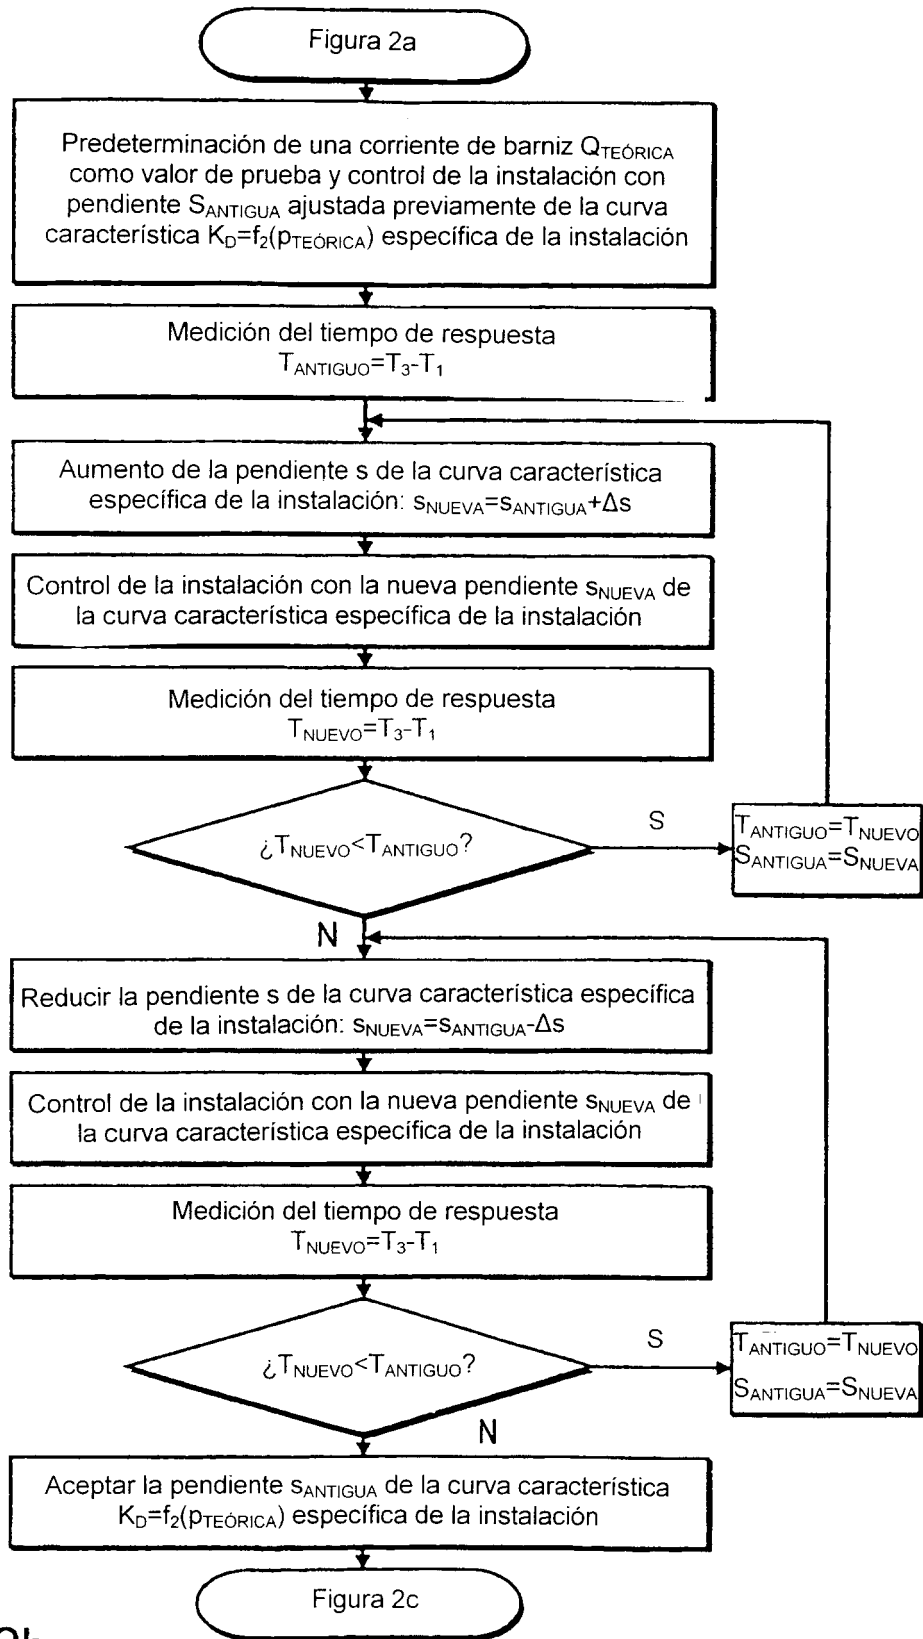 Figura 2a
Predeterminación de una corriente de barniz QTEÓRICA
como valor de prueba y control de la instalación con
pendiente SANTIGUA ajustada previamente de la curva
característica KD=f2(pTEÓRICA) específica de la instalación
Medición del tiempo de respuesta
TANTIGUO=T3-T1
Aumento de la pendiente s de la curva característica
específica de la instalación: sNUEVA=sANTIGUA+Δs
Control de la instalación con la nueva pendiente sNUEVA de
la curva característica específica de la instalación
Medición del tiempo de respuesta
TNUEVO=T3-T1
¿TNUEVO<TANTIGUO?
S
TANTIGUO=TNUEVO
SANTIGUA=SNUEVA
N
Reducir la pendiente s de la curva característica específica
de la instalación: sNUEVA=sANTIGUA-Δs
Control de la instalación con la nueva pendiente sNUEVA de
la curva característica específica de la instalación
Medición del tiempo de respuesta
TNUEVO=T3-T1
¿TNUEVO<TANTIGUO?
S
TANTIGUO=TNUEVO
SANTIGUA=SNUEVA
N
Aceptar la pendiente sANTIGUA de la curva característica
KD=f2(pTEÓRICA) específica de la instalación
Figura 2c